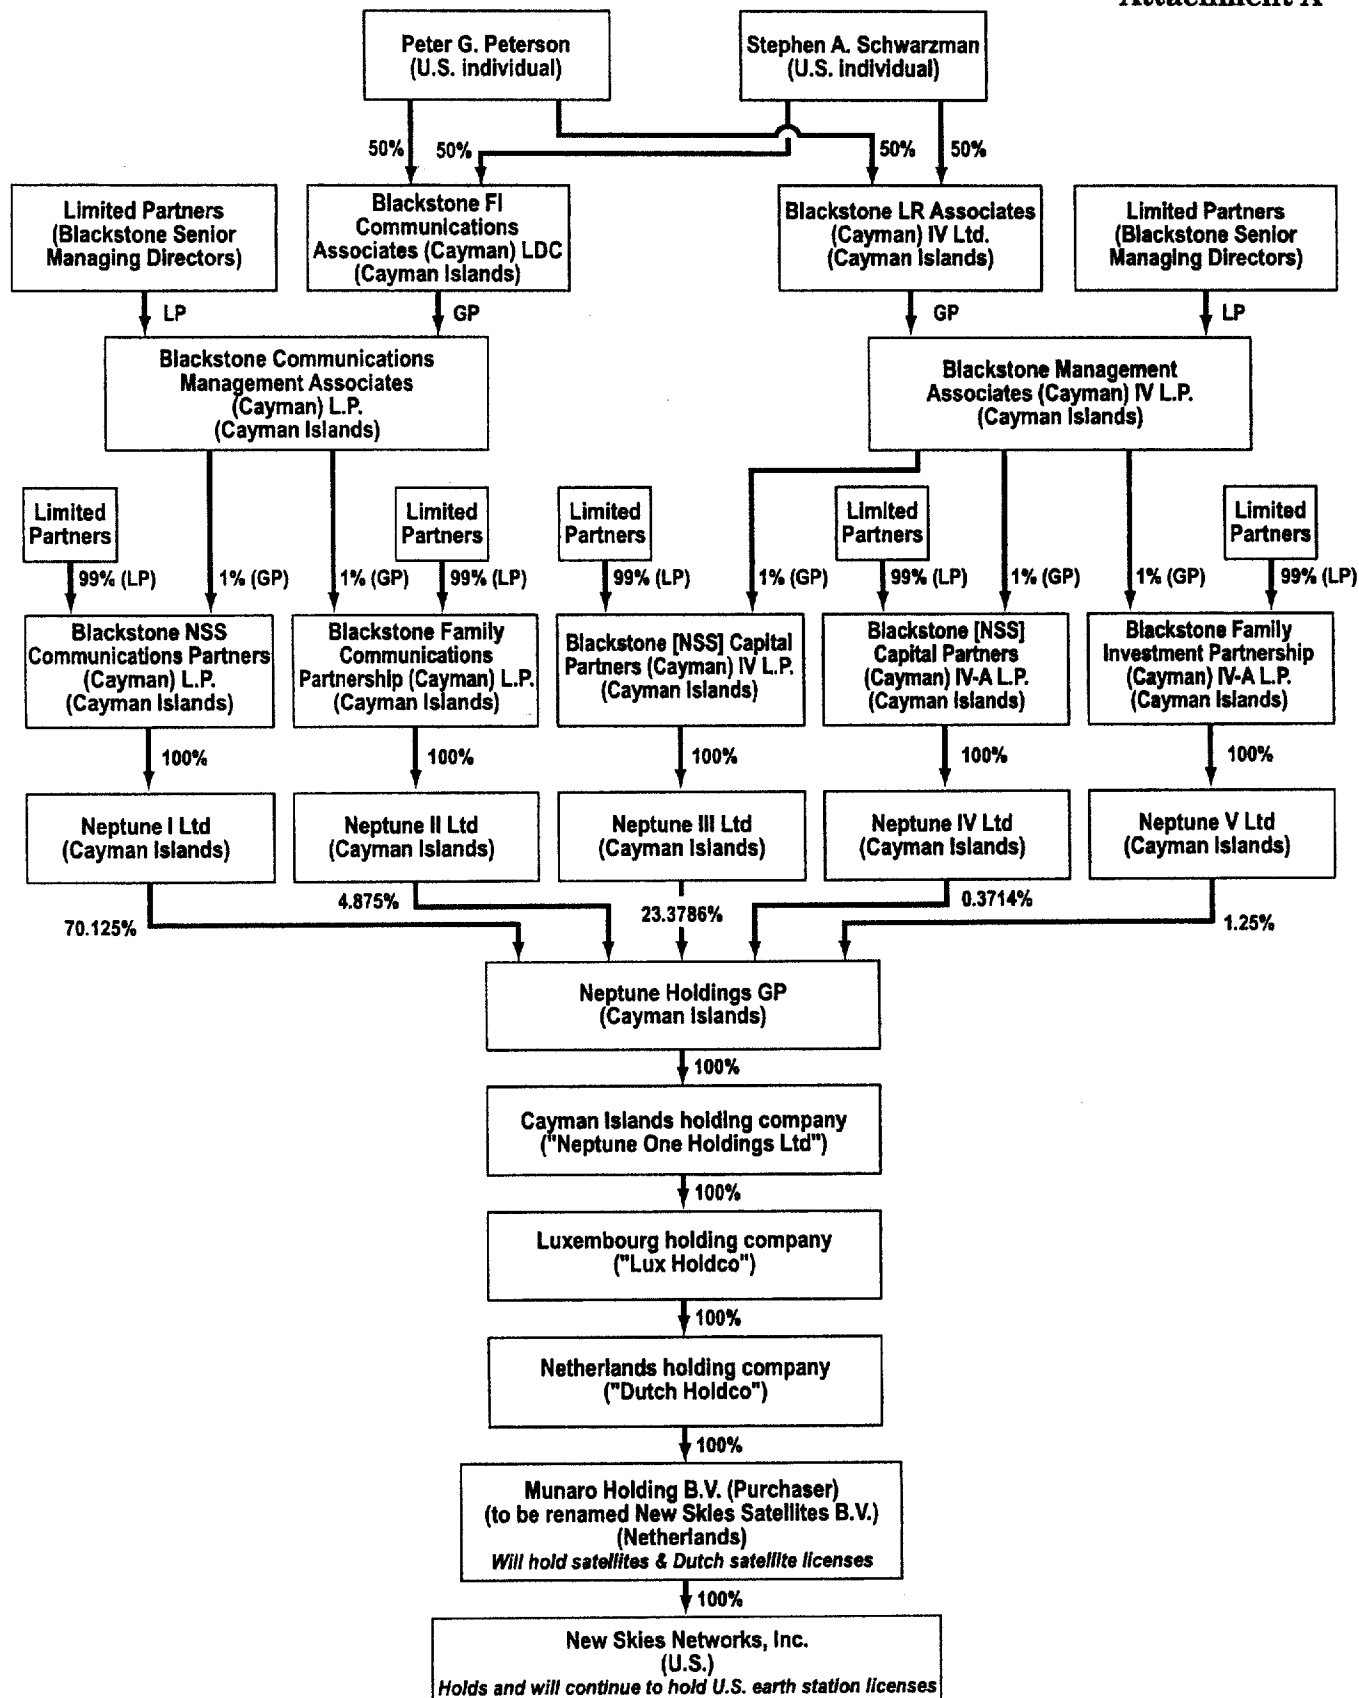 Attachment A
Peter G. Peterson
(U.S. individual)
Stephen A. Schwarzman
(U.S. individual)
50%
50%
50%
50%
Limited Partners
(Blackstone Senior
Managing Directors)
Blackstone FI
Communications
Associates (Cayman) LDC
(Cayman Islands)
Blackstone LR Associates
(Cayman) IV Ltd.
(Cayman Islands)
Limited Partners
(Blackstone Senior
Managing Directors)
LP
GP
GP
LP
Blackstone Communications
Management Associates
(Cayman) L.P.
(Cayman Islands)
Blackstone Management
Associates (Cayman) IV L.P.
(Cayman Islands)
Limited
Partners
Limited
Partners
Limited
Partners
Limited
Partners
Limited
Partners
99% (LP)
1% (GP)
1% (GP)
99% (LP)
99% (LP)
1% (GP)
99% (LP)
1% (GP)
1% (GP)
99% (LP)
Blackstone NSS
Communications Partners
(Cayman) L.P.
(Cayman Islands)
Blackstone Family
Communications
Partnership (Cayman) L.P.
(Cayman Islands)
Blackstone [NSS] Capital
Partners (Cayman) IV L.P.
(Cayman Islands)
Blackstone [NSS]
Capital Partners
(Cayman) IV-A L.P.
(Cayman Islands)
Blackstone Family
Investment Partnership
(Cayman) IV-A L.P.
(Cayman Islands)
100%
100%
100%
100%
100%
Neptune I Ltd
(Cayman Islands)
Neptune II Ltd
(Cayman Islands)
Neptune III Ltd
(Cayman Islands)
Neptune IV Ltd
(Cayman Islands)
Neptune V Ltd
(Cayman Islands)
70.125%
4.875%
23.3786%
0.3714%
1.25%
Neptune Holdings GP
(Cayman Islands)
100%
Cayman Islands holding company
("Neptune One Holdings Ltd")
100%
Luxembourg holding company
("Lux Holdco")
100%
Netherlands holding company
("Dutch Holdco")
100%
Munaro Holding B.V. (Purchaser)
(to be renamed New Skies Satellites B.V.)
(Netherlands)
Will hold satellites & Dutch satellite licenses
100%
New Skies Networks, Inc.
(U.S.)
Holds and will continue to hold U.S. earth station licenses